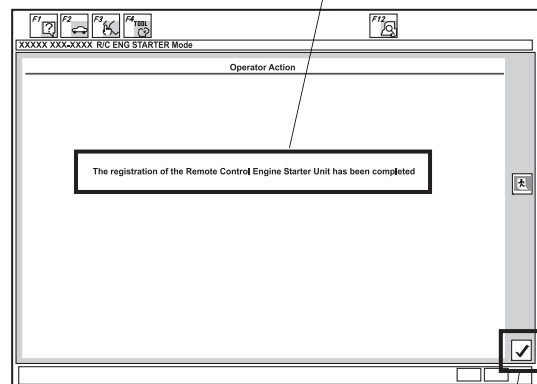 F1 F2 F3 F4 TOOL F12
XXXXX XXX-XXXX R/C ENG STARTER Mode
Operator Action
The registration of the Remote Control Engine Starter Unit has been completed